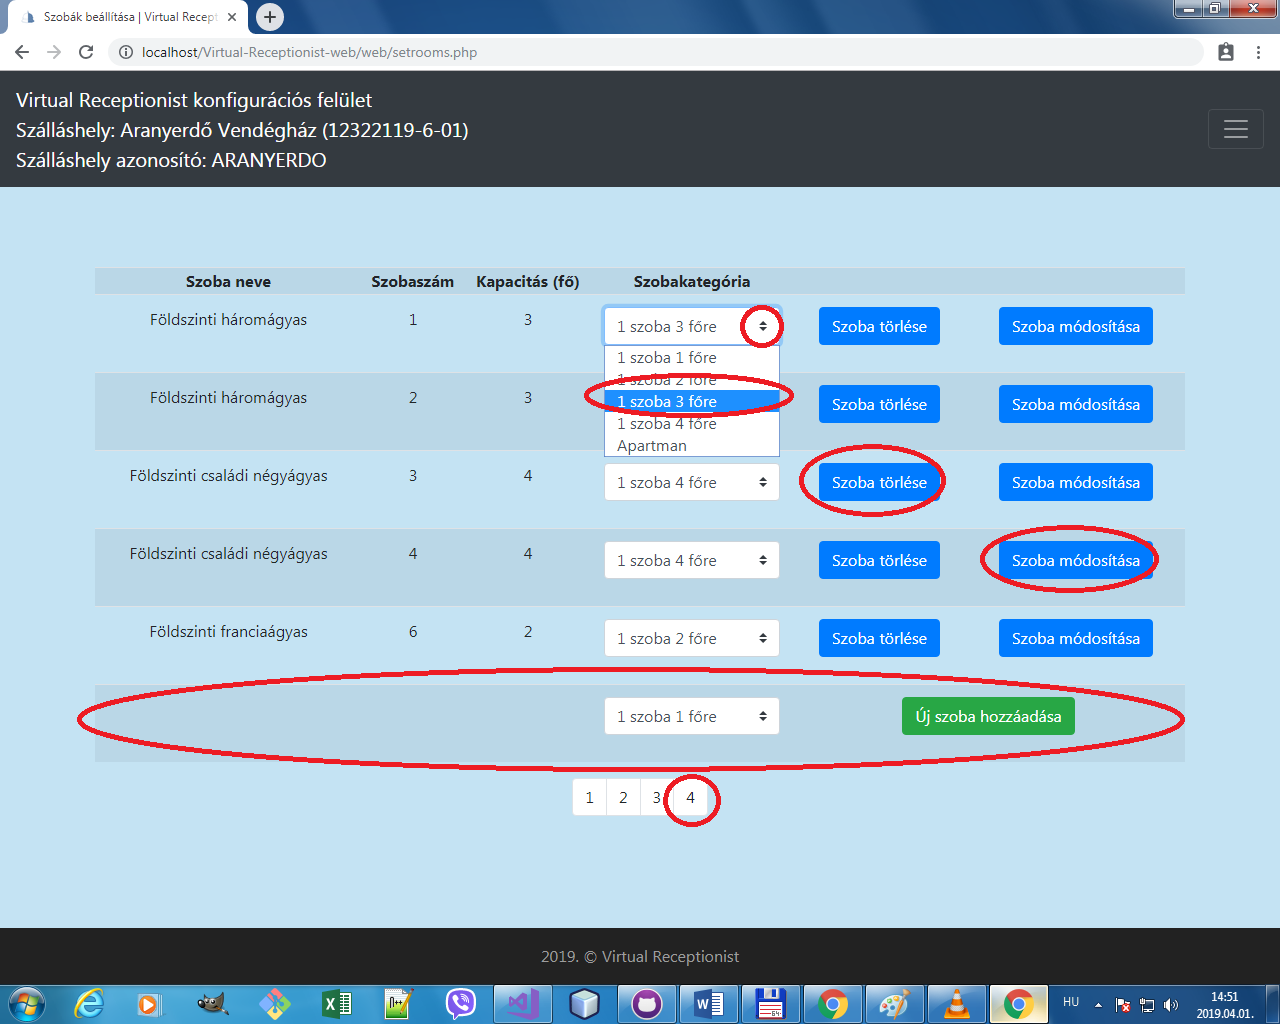 Szobák beállítása | Virtual Recept
localhost/Virtual-Receptionist-web/web/setrooms.php
Virtual Receptionist konfigurációs felület
Szálláshely: Aranyerdő Vendégház (12322119-6-01)
Szálláshely azonosító: ARANYERDO
Szoba neve Szobaszám Kapacitás (fő) Szobakategória
Földszinti háromágyas 1 3 1 szoba 3 főre Szoba törlése Szoba módosítása
1 szoba 1 főre
1 szoba 2 főre
Földszinti háromágyas 2 3 1 szoba 3 főre Szoba törlése Szoba módosítása
1 szoba 4 főre
Apartman
Földszinti családi négyágyas 3 4 1 szoba 4 főre Szoba törlése Szoba módosítása
Földszinti családi négyágyas 4 4 1 szoba 4 főre Szoba törlése Szoba módosítása
Földszinti franciaágyas 6 2 1 szoba 2 főre Szoba törlése Szoba módosítása
1 szoba 1 főre Új szoba hozzáadása
1 2 3 4
2019. © Virtual Receptionist
HU 14:51
2019.04.01.